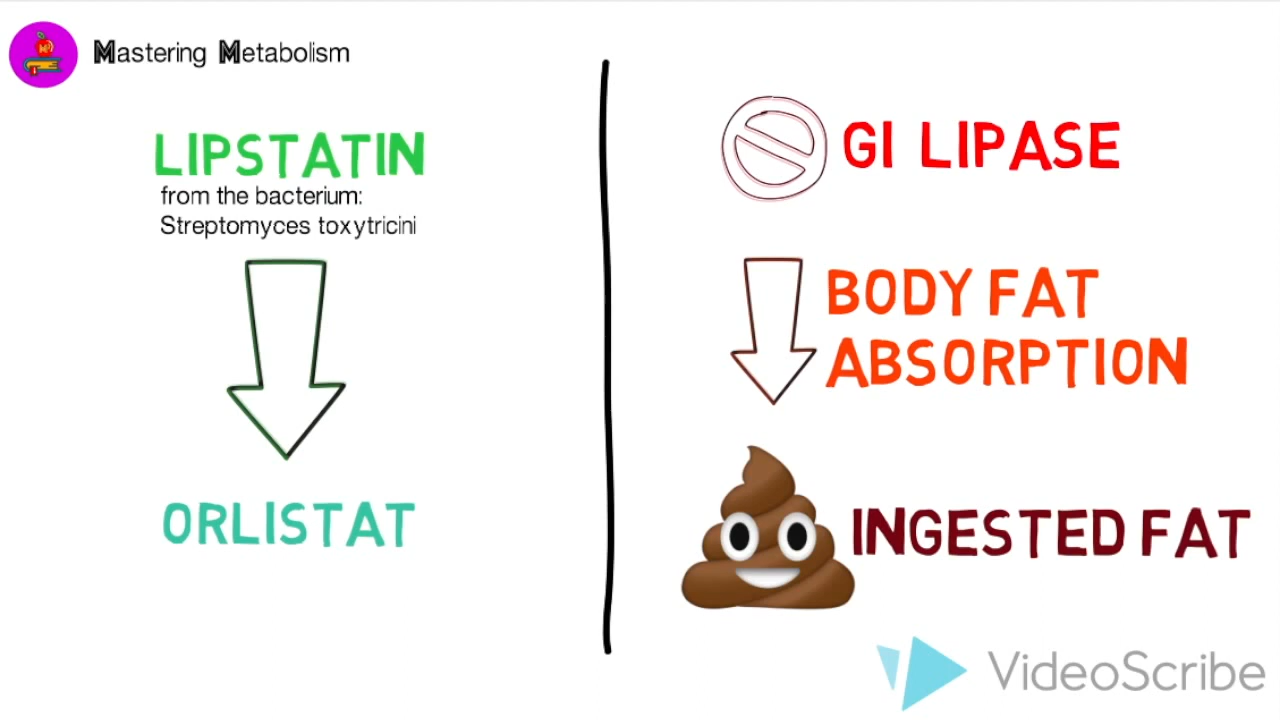 Mastering Metabolism
LIPSTATIN
from the bacterium:
Streptomyces toxytricini
ORLISTAT
GI LIPASE
BODY FAT
ABSORPTION
INGESTED FAT
VideoScribe